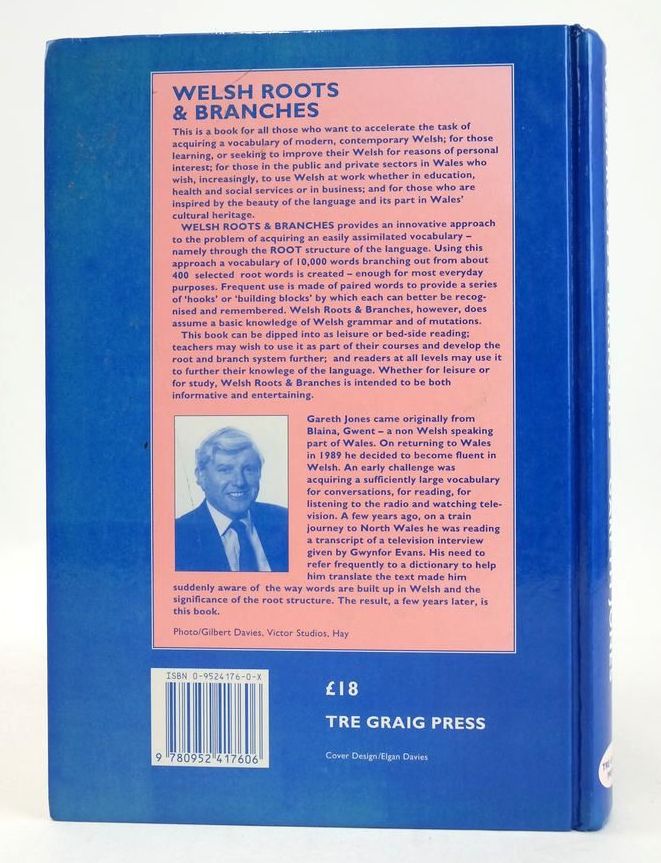 WELSH ROOTS
& BRANCHES
This is a book for all those who want to accelerate the task of
acquiring a vocabulary of modern, contemporary Welsh; for those
learning, or seeking to improve their Welsh for reasons of personal
interest; for those in the public and private sectors in Wales who
wish, increasingly, to use Welsh at work whether in education,
health and social services or in business; and for those who are
inspired by the beauty of the language and its part in Wales'
cultural heritage.
WELSH ROOTS & BRANCHES provides an innovative approach
to the problem of acquiring an easily assimilated vocabulary –
namely through the ROOT structure of the language. Using this
approach a vocabulary of 10,000 words branching out from about
400 selected root words is created – enough for most everyday
purposes. Frequent use is made of paired words to provide a series
of 'hooks' or 'building blocks' by which each can better be recog-
nised and remembered. Welsh Roots & Branches, however, does
assume a basic knowledge of Welsh grammar and of mutations.
This book can be dipped into as leisure or bed-side reading;
teachers may wish to use it as part of their courses and develop the
root and branch system further; and readers at all levels may use it
to further their knowlege of the language. Whether for leisure or
for study, Welsh Roots & Branches is intended to be both
informative and entertaining.
Gareth Jones came originally from
Blaina, Gwent – a non Welsh speaking
part of Wales. On returning to Wales
in 1989 he decided to become fluent in
Welsh. An early challenge was
acquiring a sufficiently large vocabulary
for conversations, for reading, for
listening to the radio and watching tele-
vision. A few years ago, on a train
journey to North Wales he was reading
a transcript of a television interview
given by Gwynfor Evans. His need to
refer frequently to a dictionary to help
him translate the text made him
suddenly aware of the way words are built up in Welsh and the
significance of the root structure. The result, a few years later, is
this book.
Photo/Gilbert Davies, Victor Studios, Hay
ISBN 0-9524176-0-X
9 780952 417606
£18
TRE GRAIG PRESS
Cover Design/Elgan Davies